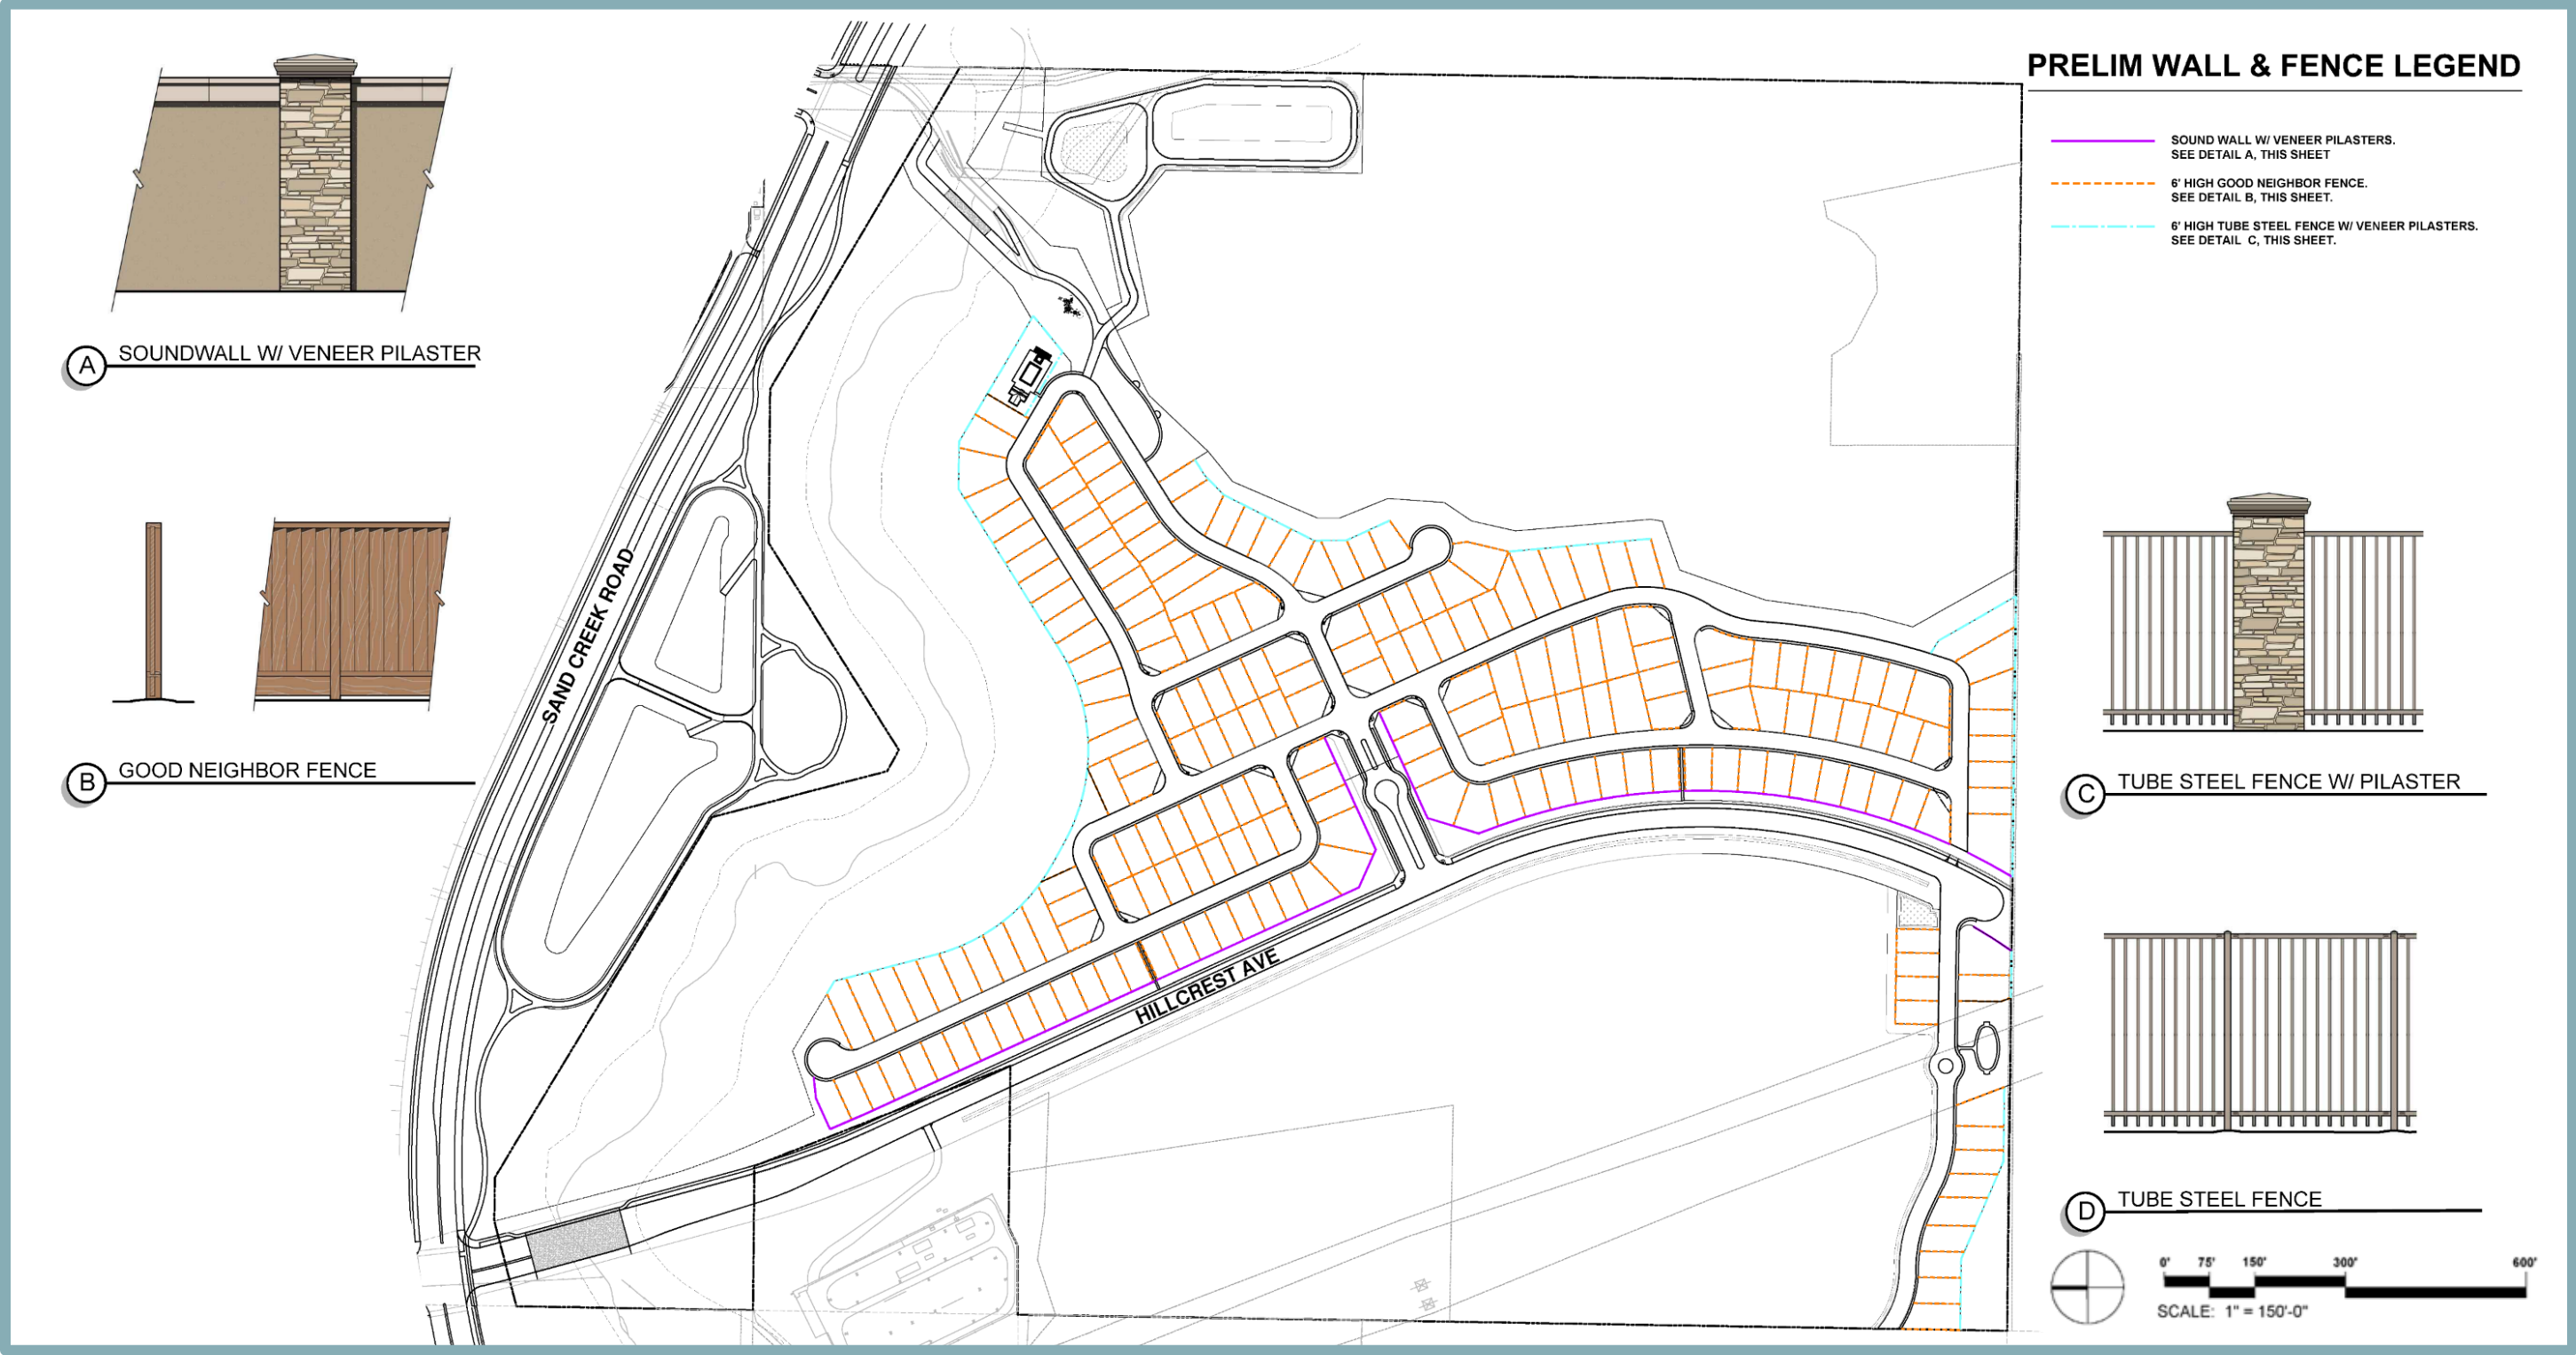 PRELIM WALL & FENCE LEGEND
SOUND WALL W/ VENEER PILASTERS.
SEE DETAIL A, THIS SHEET
6' HIGH GOOD NEIGHBOR FENCE.
SEE DETAIL B, THIS SHEET.
6' HIGH TUBE STEEL FENCE W/ VENEER PILASTERS.
SEE DETAIL C, THIS SHEET.
A SOUNDWALL W/ VENEER PILASTER
B GOOD NEIGHBOR FENCE
SAND CREEK ROAD
HILLCREST AVE
C TUBE STEEL FENCE W/ PILASTER
D TUBE STEEL FENCE
0' 75' 150' 300' 600'
SCALE: 1" = 150'-0"